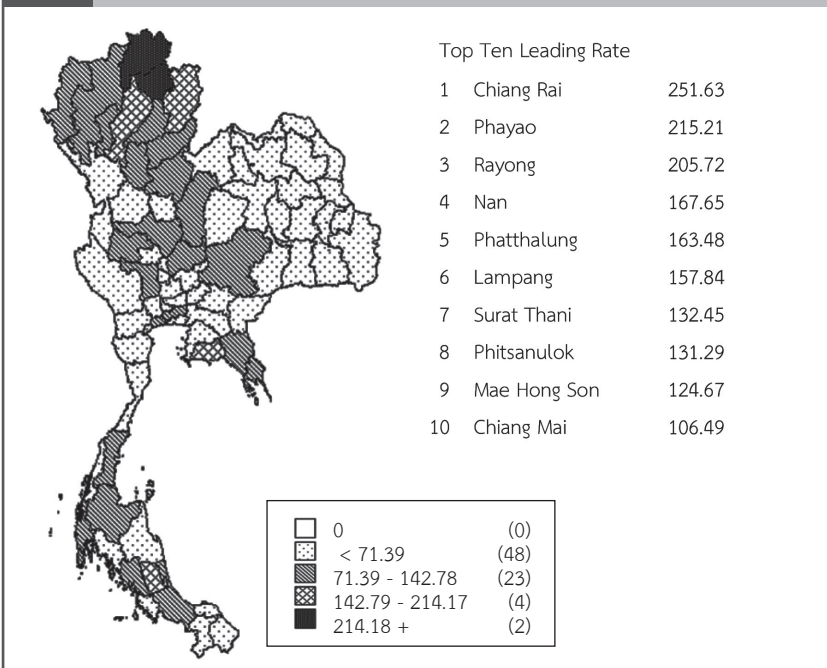 Top Ten Leading Rate
1 Chiang Rai 251.63
2 Phayao 215.21
3 Rayong 205.72
4 Nan 167.65
5 Phatthalung 163.48
6 Lampang 157.84
7 Surat Thani 132.45
8 Phitsanulok 131.29
9 Mae Hong Son 124.67
10 Chiang Mai 106.49
0 (0)
< 71.39 (48)
71.39 - 142.78 (23)
142.79 - 214.17 (4)
214.18 + (2)